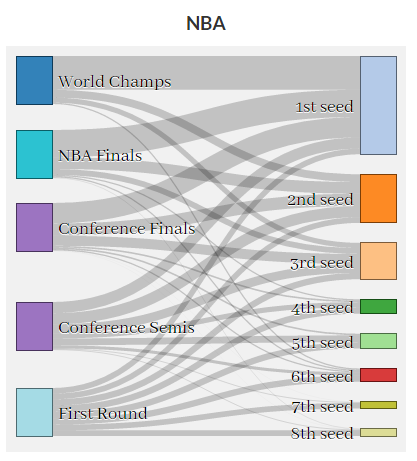 NBA
World Champs
1st seed
NBA Finals
2nd seed
Conference Finals
3rd seed
4th seed
Conference Semis
5th seed
6th seed
7th seed
First Round
8th seed